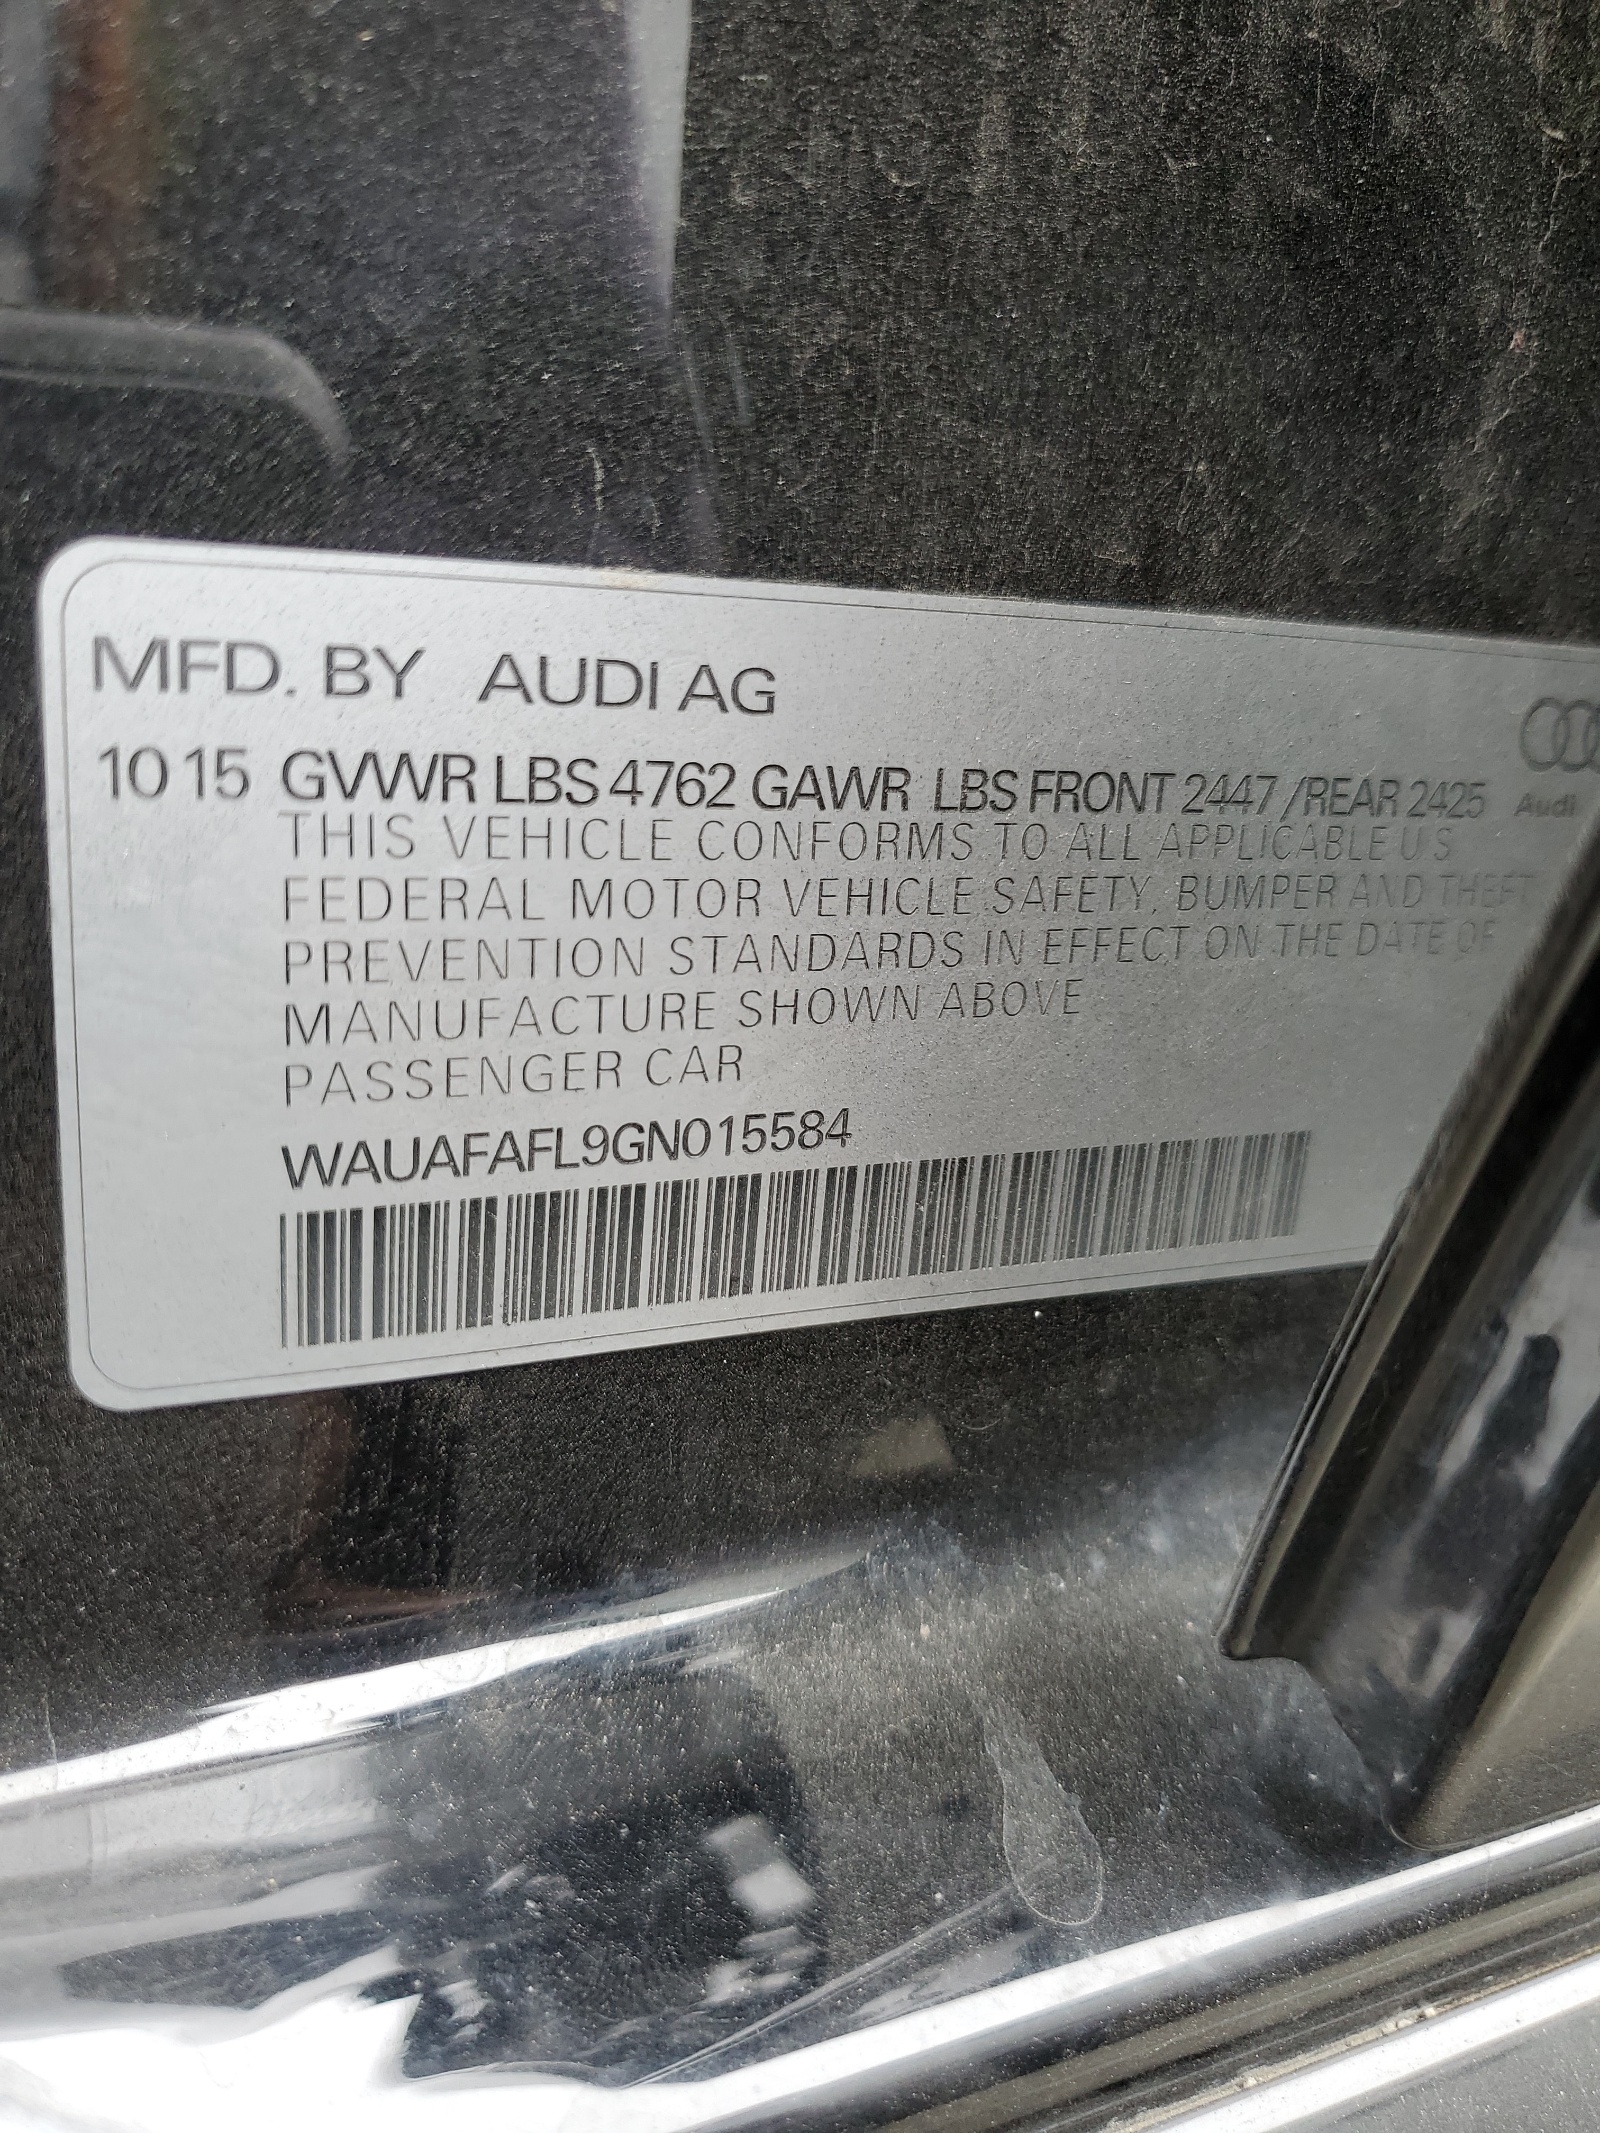 MFD. BY AUDI AG
10 15 GVWR LBS 4762 GAWR LBS FRONT 2447 /REAR 2425 Audi
THIS VEHICLE CONFORMS TO ALL APPLICABLE U S
FEDERAL MOTOR VEHICLE SAFETY, BUMPER AND THEFT
PREVENTION STANDARDS IN EFFECT ON THE DATE OF
MANUFACTURE SHOWN ABOVE
PASSENGER CAR
WAUAFAFL9GN015584